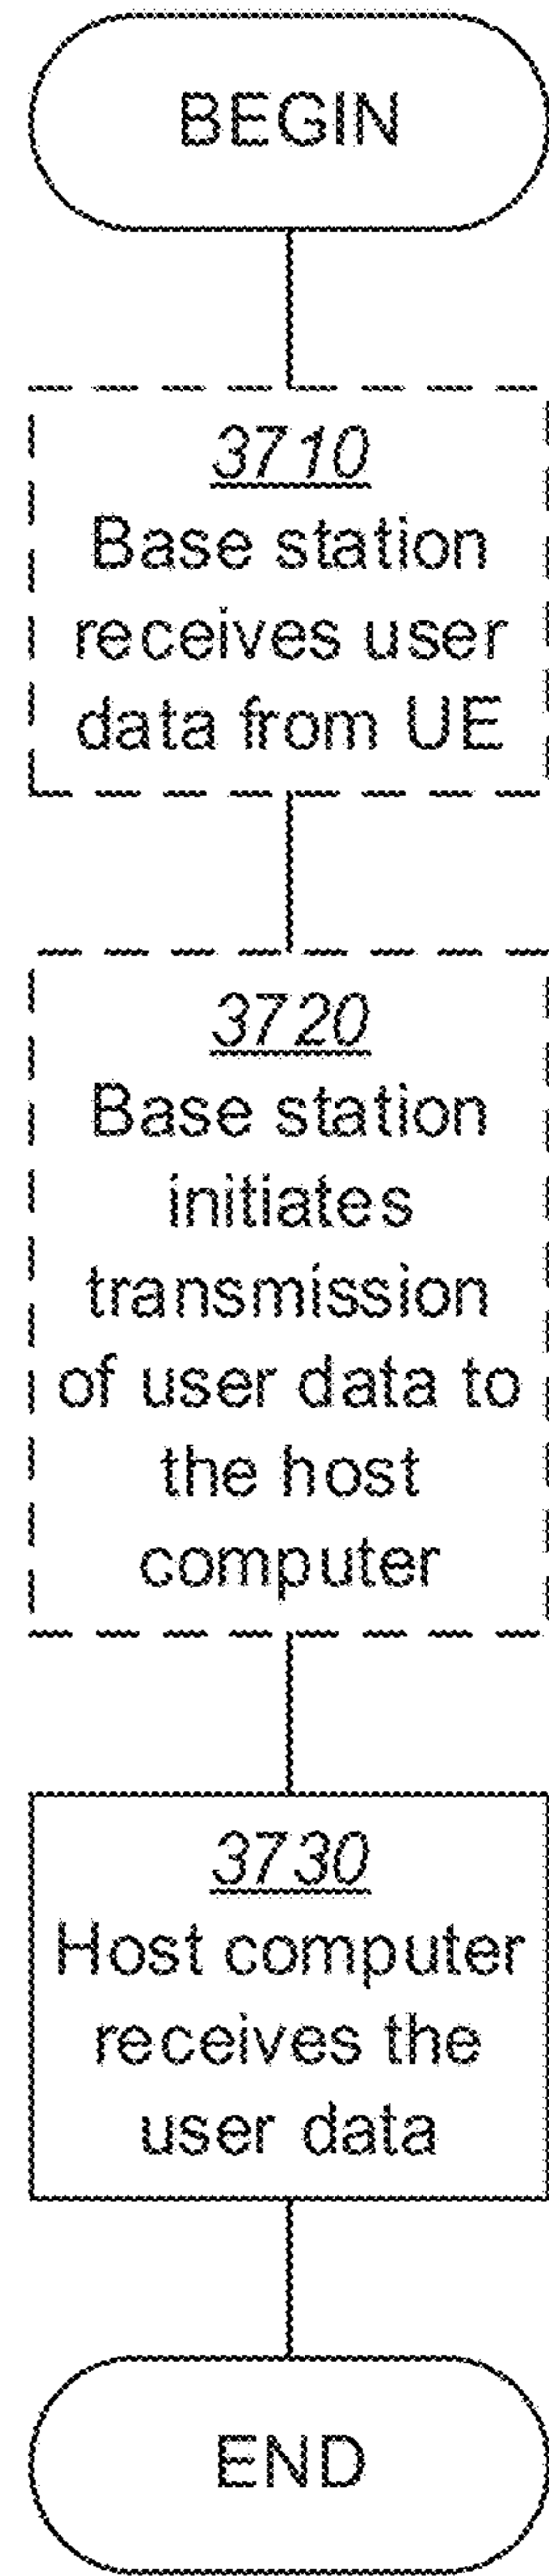 BEGIN
3710
Base station
receives user
data from UE
3720
Base station
initiates
transmission
of user data to
the host
computer
3730
Host computer
receives the
user data
END